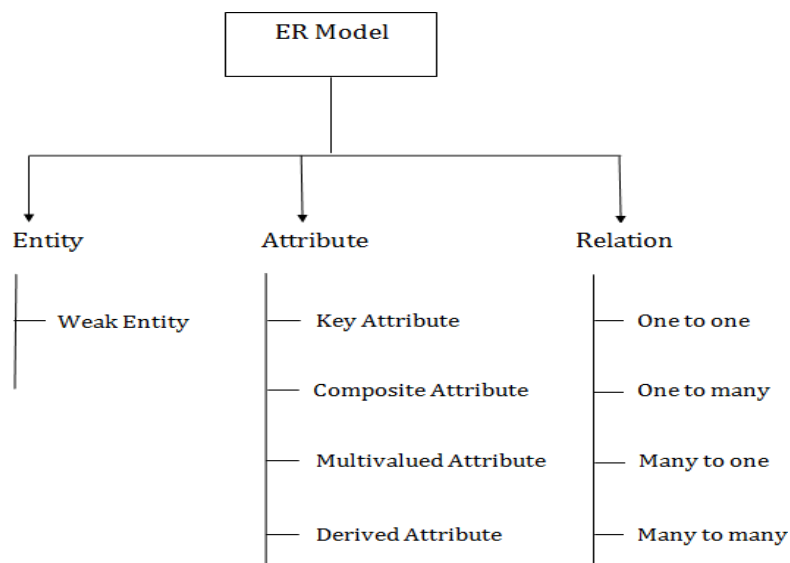 ER Model
Entity
Attribute
Relation
Weak Entity
Key Attribute
One to one
Composite Attribute
One to many
Multivalued Attribute
Many to one
Derived Attribute
Many to many